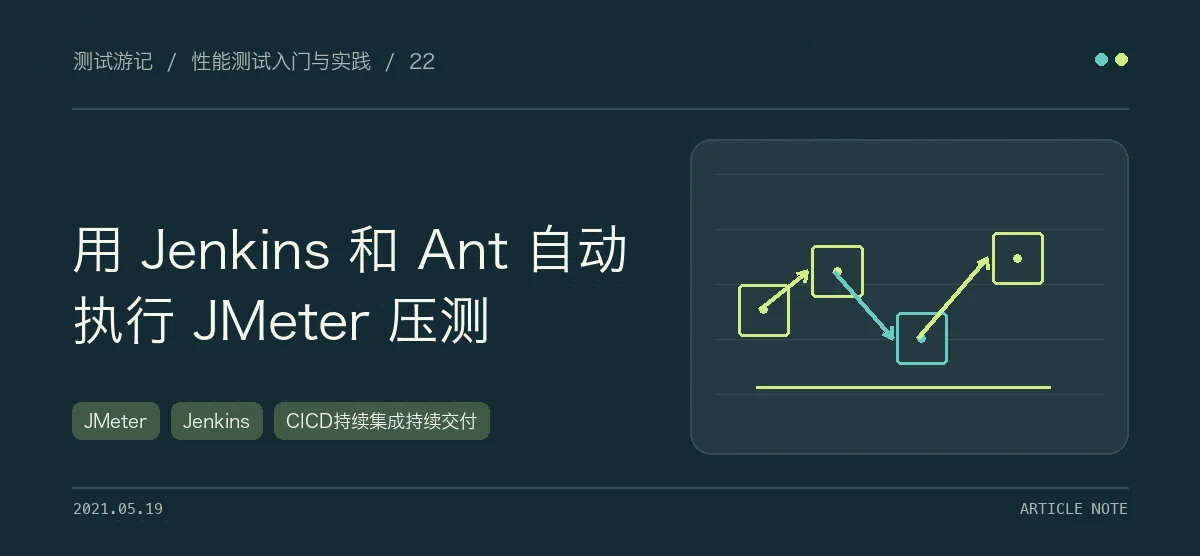 测试游记 / 性能测试入门与实践 / 22
用 Jenkins 和 Ant 自动
执行 JMeter 压测
JMeter Jenkins CICD持续集成持续交付
2021.05.19 ARTICLE NOTE